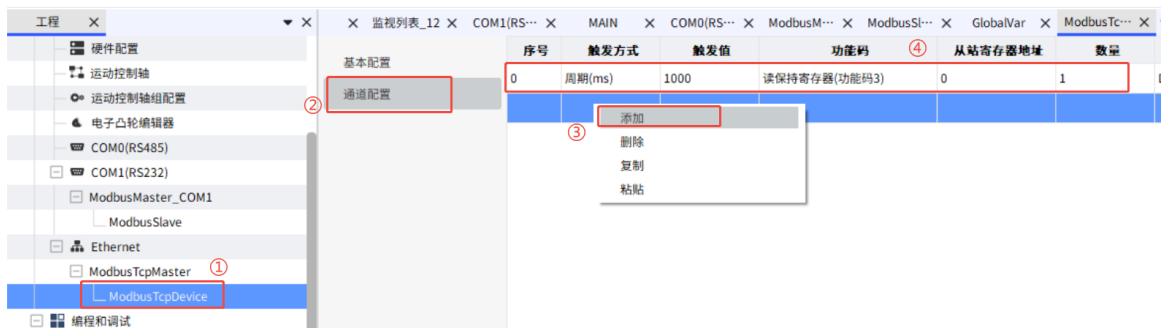 工程
监视列表_12 COM1(RS··· MAIN COM0(RS··· ModbusM··· ModbusSl··· GlobalVar ModbusTc···
硬件配置
运动控制轴
运动控制轴组配置
电子凸轮编辑器
COM0(RS485)
COM1(RS232)
ModbusMaster_COM1
ModbusSlave
Ethernet
ModbusTcpMaster ①
ModbusTcpDevice
编程和调试
基本配置
② 通道配置
序号 触发方式 触发值 功能码 ④ 从站寄存器地址 数量
0 周期(ms) 1000 读保持寄存器(功能码3) 0 1
③ 添加
删除
复制
粘贴